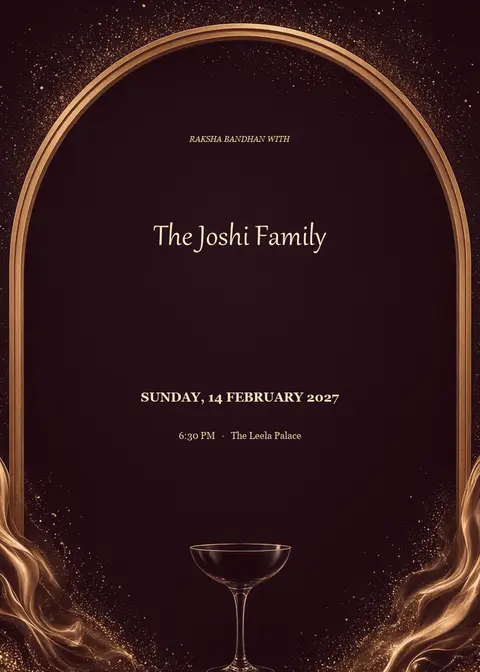 RAKSHA BANDHAN WITH
The Joshi Family
SUNDAY, 14 FEBRUARY 2027
6:30 PM · The Leela Palace